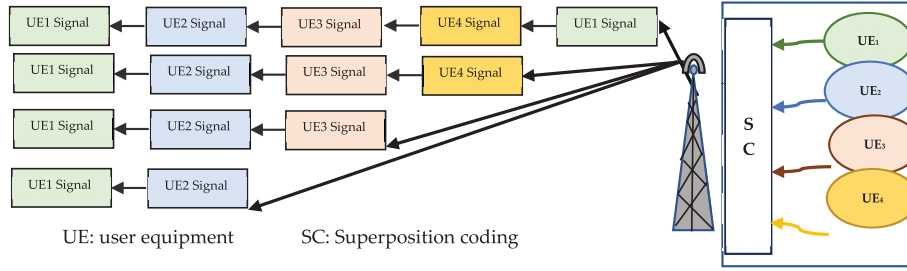 UE1 Signal UE2 Signal UE3 Signal UE4 Signal UE1 Signal
UE1 Signal UE2 Signal UE3 Signal UE4 Signal
UE1 Signal UE2 Signal UE3 Signal
UE1 Signal UE2 Signal
UE: user equipment SC: Superposition coding
S
C
UE1
UE2
UE3
UE4